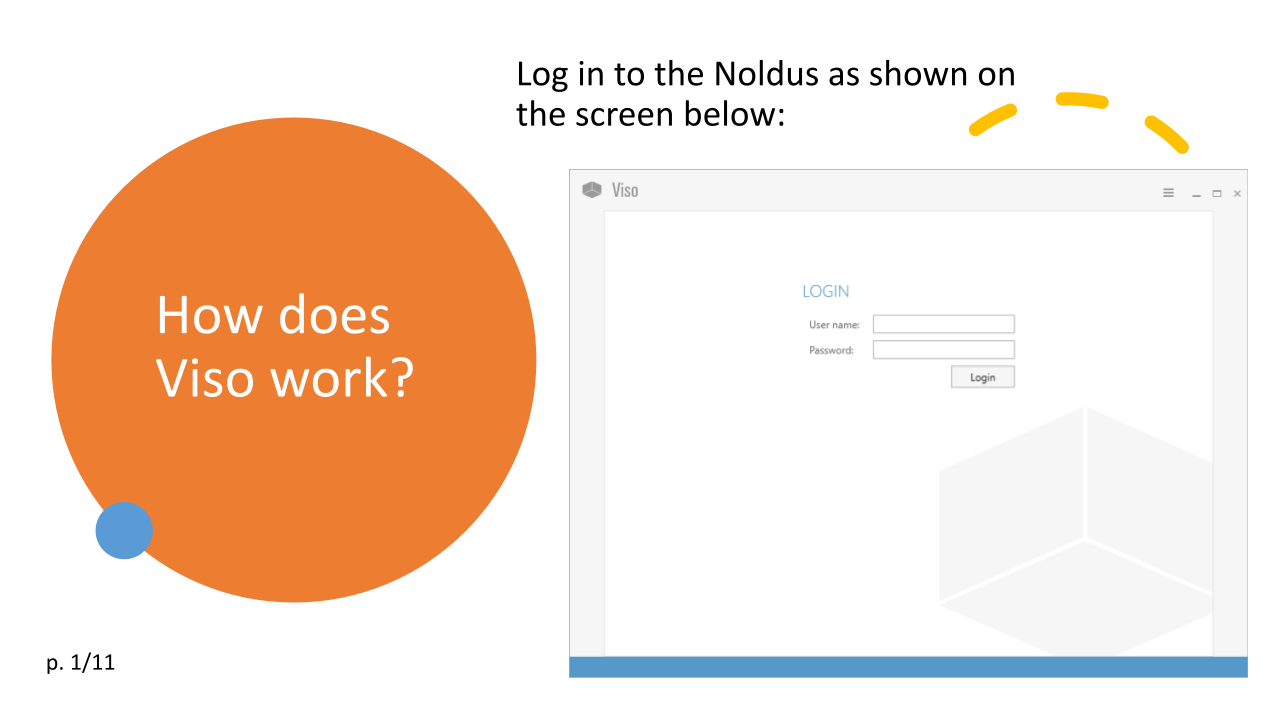 Log in to the Noldus as shown on
the screen below:
How does
Viso work?
Viso
LOGIN
User name:
Password:
Login
p. 1/11